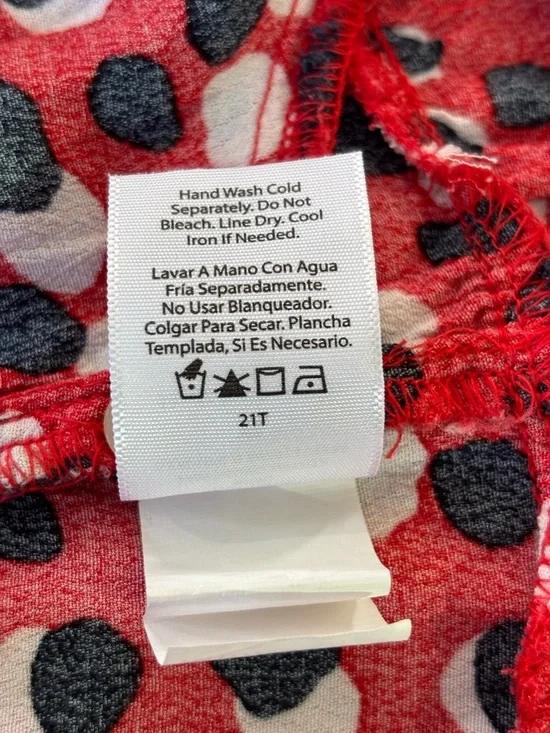 Hand Wash Cold
Separately. Do Not
Bleach. Line Dry. Cool
Iron If Needed.
Lavar A Mano Con Agua
Fría Separadamente.
No Usar Blanqueador.
Colgar Para Secar. Plancha
Templada, Si Es Necesario.
21T